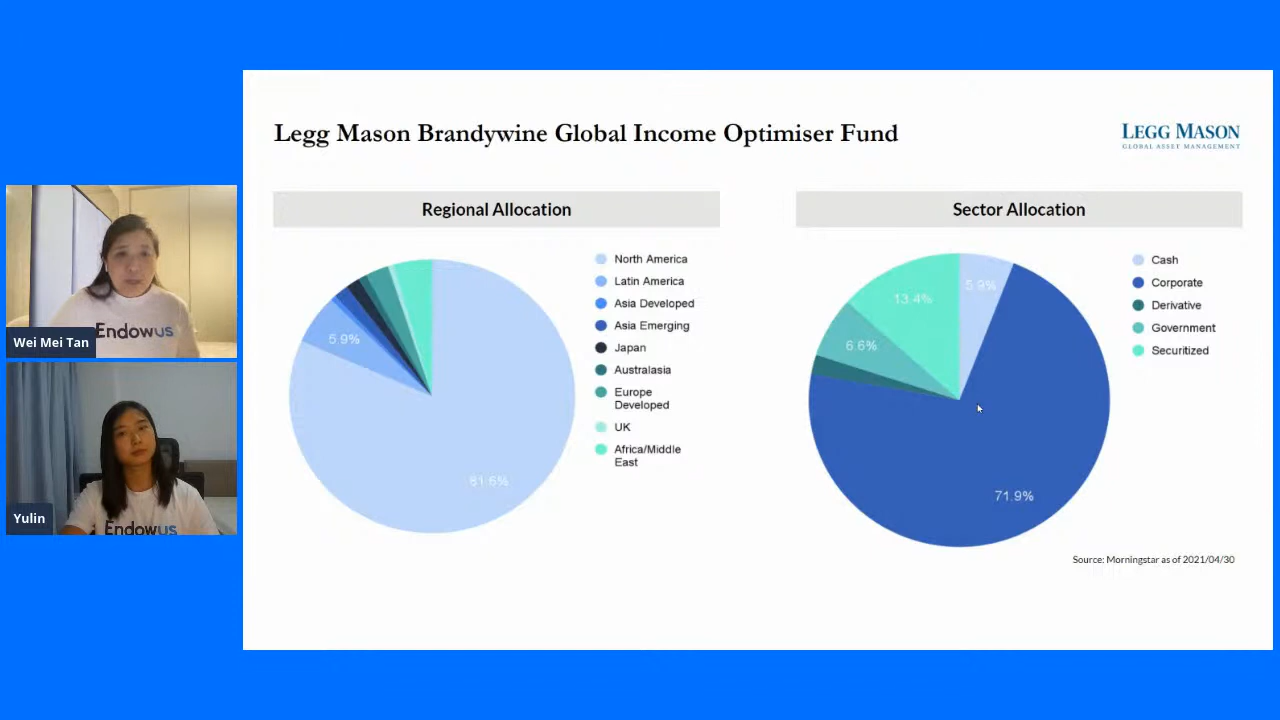 Legg Mason Brandywine Global Income Optimiser Fund
LEGG MASON
GLOBAL ASSET MANAGEMENT
Regional Allocation
Sector Allocation
5.9%
81.6%
North America
Latin America
Asia Developed
Asia Emerging
Japan
Australasia
Europe
Developed
UK
Africa/Middle
East
5.9%
13.4%
6.6%
71.9%
Cash
Corporate
Derivative
Government
Securitized
Source: Morningstar as of 2021/04/30
Endowus
Wei Mei Tan
Endowus
Yulin